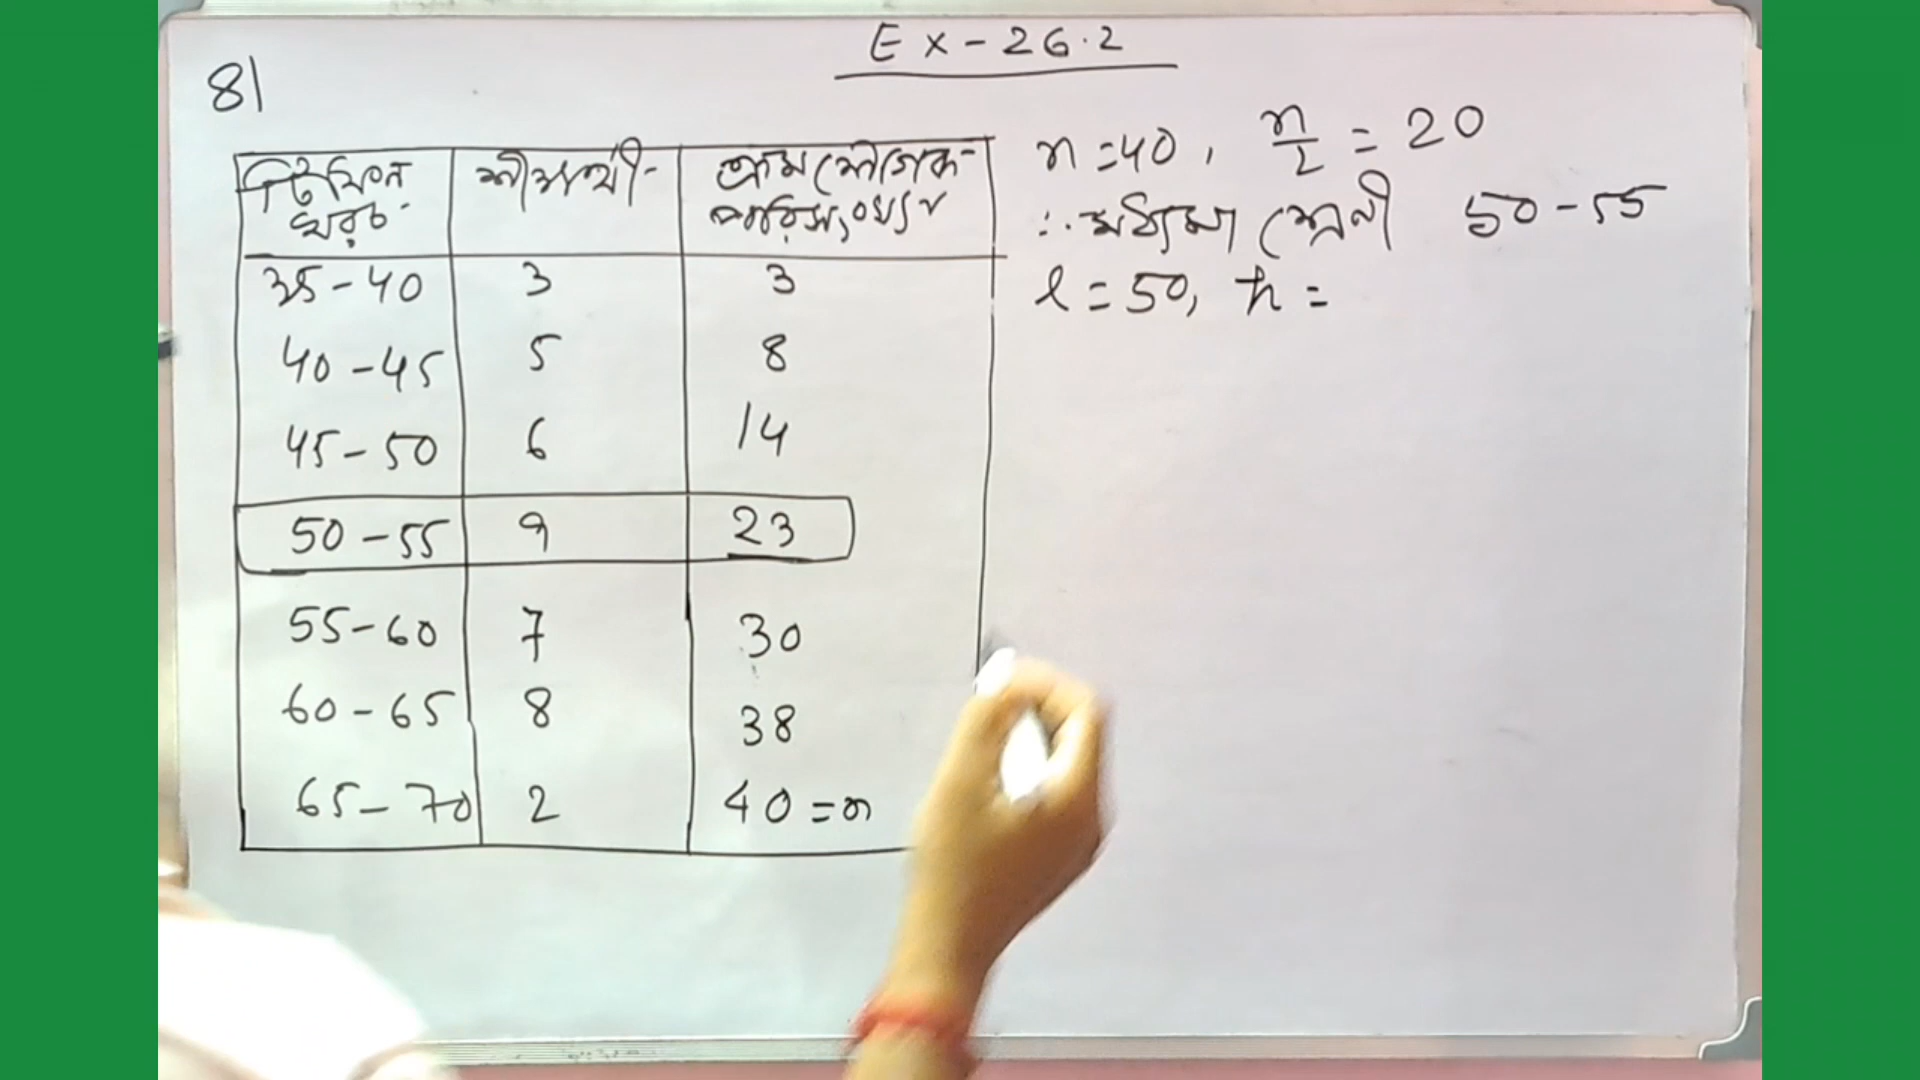 Ex - 26.2
8|
টিফিন খরচ | শিক্ষার্থী | ক্রমযৌগিক পরিসংখ্যা
35-40 3 3
40-45 5 8
45-50 6 14
50-55 9 23
55-60 7 30
60-65 8 38
65-70 2 40 = n
n = 40, n/2 = 20
∴ মধ্যমা শ্রেণী 50-55
l = 50, h =